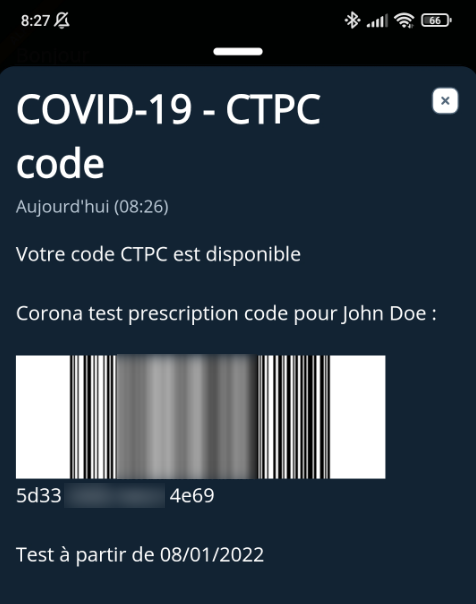 8:27
66
COVID-19 - CTPC
code
Aujourd'hui (08:26)
Votre code CTPC est disponible
Corona test prescription code pour John Doe :
5d33 4e69
Test à partir de 08/01/2022